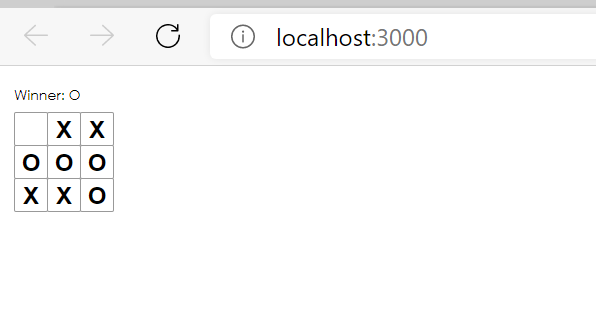 localhost:3000
Winner: O
X X
O O O
X X O